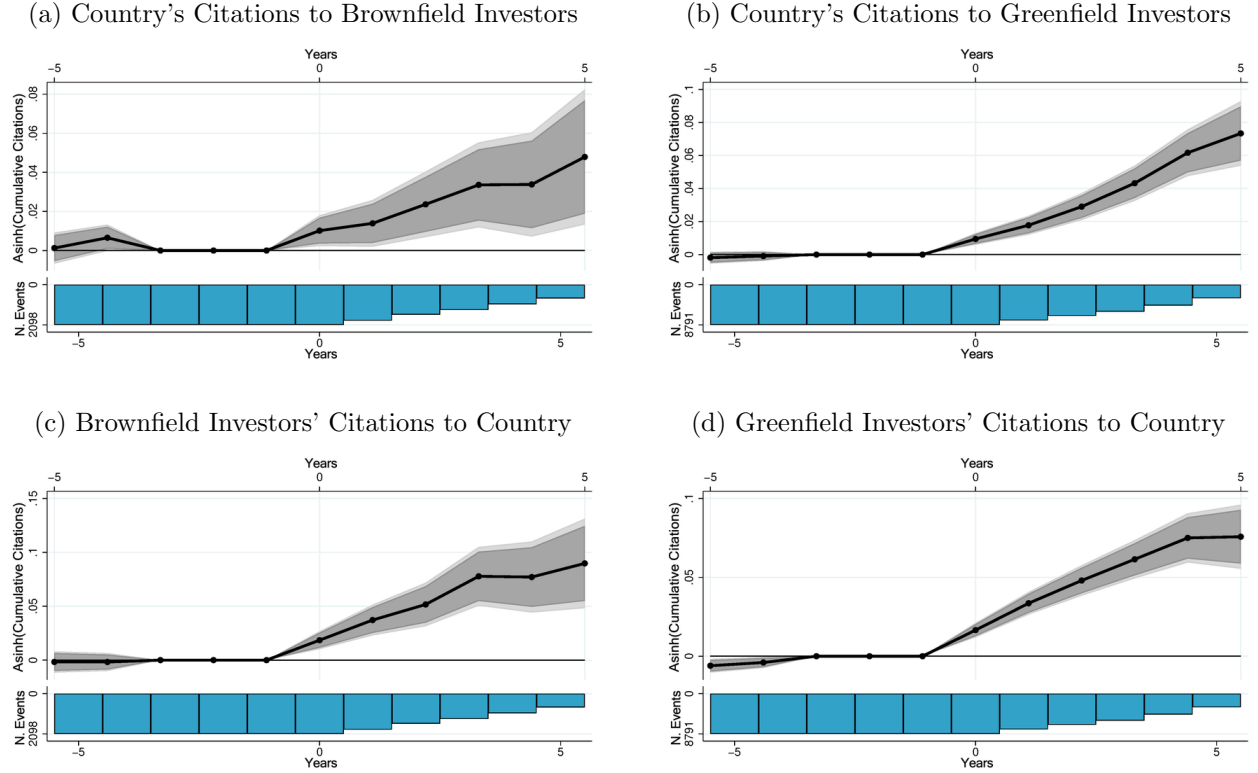 (a) Country's Citations to Brownfield Investors
Years
−5 0 5
Asinh(Cumulative Citations)
0 .02 .04 .06 .08
N. Events
2098 0
−5 0 5
Years
(b) Country's Citations to Greenfield Investors
Years
−5 0 5
Asinh(Cumulative Citations)
0 .02 .04 .06 .08 .1
N. Events
8791 0
−5 0 5
Years
(c) Brownfield Investors' Citations to Country
Years
−5 0 5
Asinh(Cumulative Citations)
0 .05 .1 .15
N. Events
2098 0
−5 0 5
Years
(d) Greenfield Investors' Citations to Country
Years
−5 0 5
Asinh(Cumulative Citations)
0 .05 .1
N. Events
8791 0
−5 0 5
Years